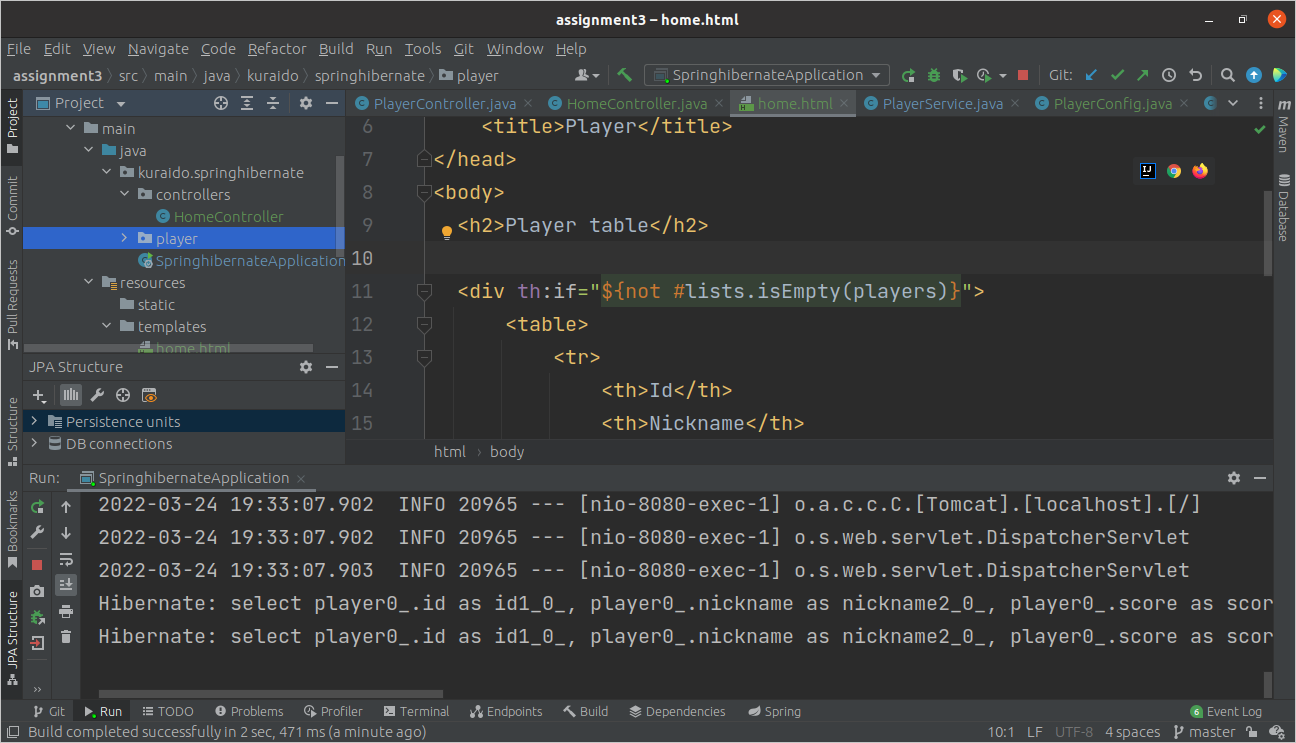 assignment3 – home.html
File Edit View Navigate Code Refactor Build Run Tools Git Window Help
assignment3 src main java kuraido springhibernate player SpringhibernateApplication Git:
Project
PlayerController.java HomeController.java home.html PlayerService.java PlayerConfig.java
Project
Commit
Pull Requests
Structure
Bookmarks
JPA Structure
main
java
kuraido.springhibernate
controllers
HomeController
player
SpringhibernateApplication
resources
static
templates
home.html
JPA Structure
Persistence units
DB connections
6 <title>Player</title>
7 </head>
8 <body>
9 <h2>Player table</h2>
10
11 <div th:if="${not #lists.isEmpty(players)}">
12 <table>
13 <tr>
14 <th>Id</th>
15 <th>Nickname</th>
html body
m Maven
Database
Run: SpringhibernateApplication
2022-03-24 19:33:07.902 INFO 20965 --- [nio-8080-exec-1] o.a.c.c.C.[Tomcat].[localhost].[/]
2022-03-24 19:33:07.902 INFO 20965 --- [nio-8080-exec-1] o.s.web.servlet.DispatcherServlet
2022-03-24 19:33:07.903 INFO 20965 --- [nio-8080-exec-1] o.s.web.servlet.DispatcherServlet
Hibernate: select player0_.id as id1_0_, player0_.nickname as nickname2_0_, player0_.score as scor
Hibernate: select player0_.id as id1_0_, player0_.nickname as nickname2_0_, player0_.score as scor
Git Run TODO Problems Profiler Terminal Endpoints Build Dependencies Spring 6 Event Log
Build completed successfully in 2 sec, 471 ms (a minute ago) 10:1 LF UTF-8 4 spaces master